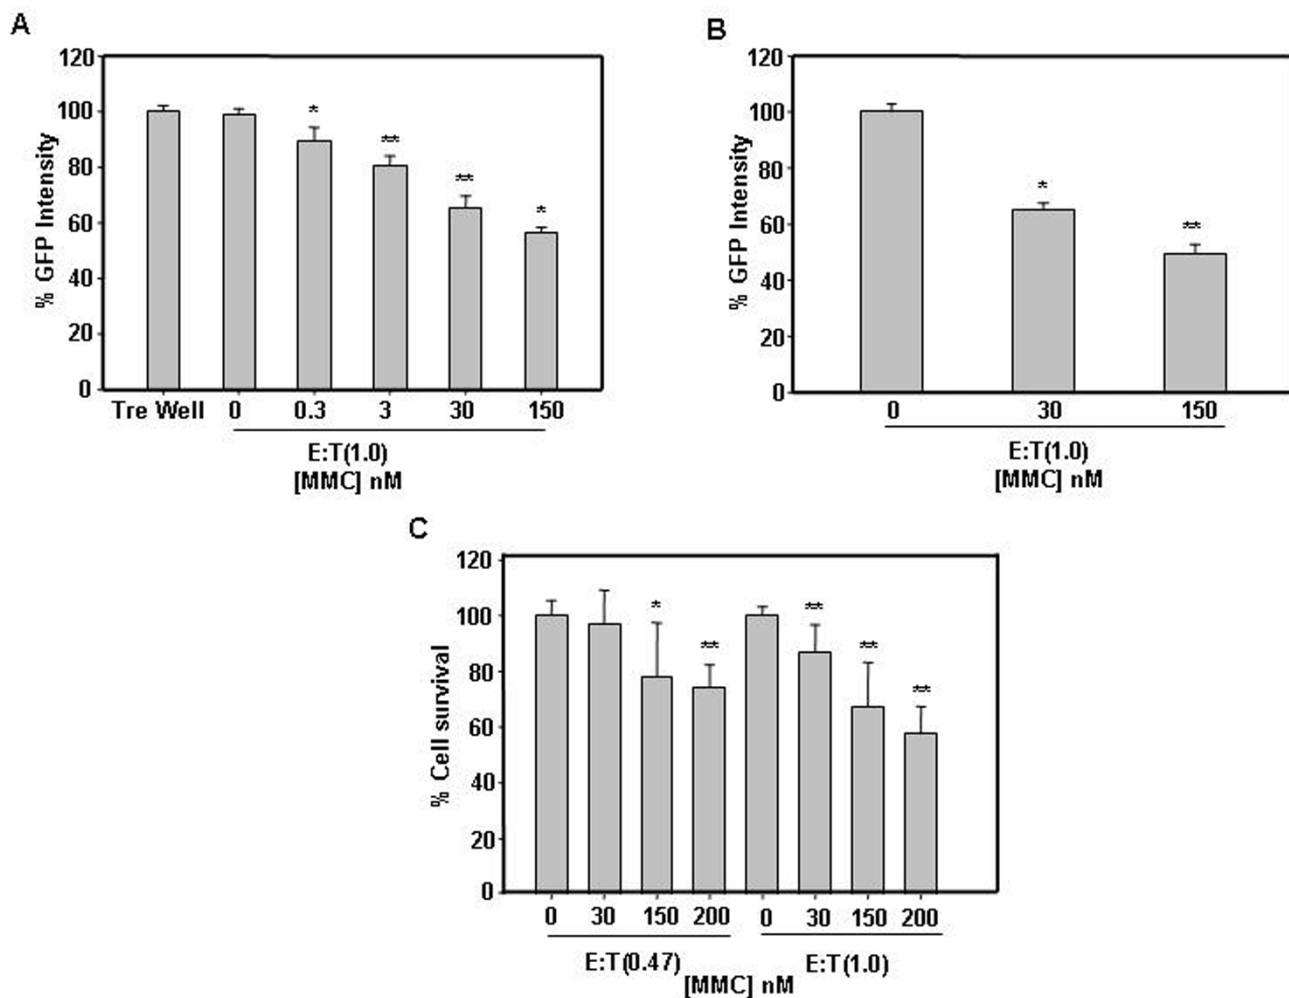 A
120
100
80
60
40
20
0
% GFP Intensity
* ** ** *
Tre Well 0 0.3 3 30 150
E:T(1.0)
[MMC] nM
B
120
100
80
60
40
20
0
% GFP Intensity
* **
0 30 150
E:T(1.0)
[MMC] nM
C
120
100
80
60
40
20
0
% Cell survival
* ** ** ** **
0 30 150 200 0 30 150 200
E:T(0.47) E:T(1.0)
[MMC] nM